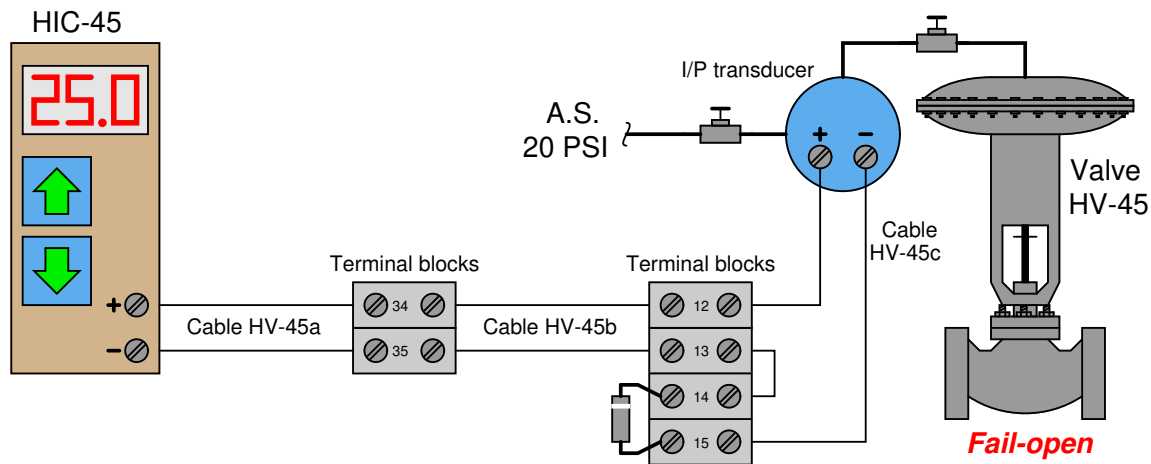 HIC-45
25.0
+
−
Cable HV-45a
Terminal blocks
34
35
Cable HV-45b
Terminal blocks
12
13
14
15
A.S.
20 PSI
I/P transducer
+ −
Cable
HV-45c
Valve
HV-45
Fail-open